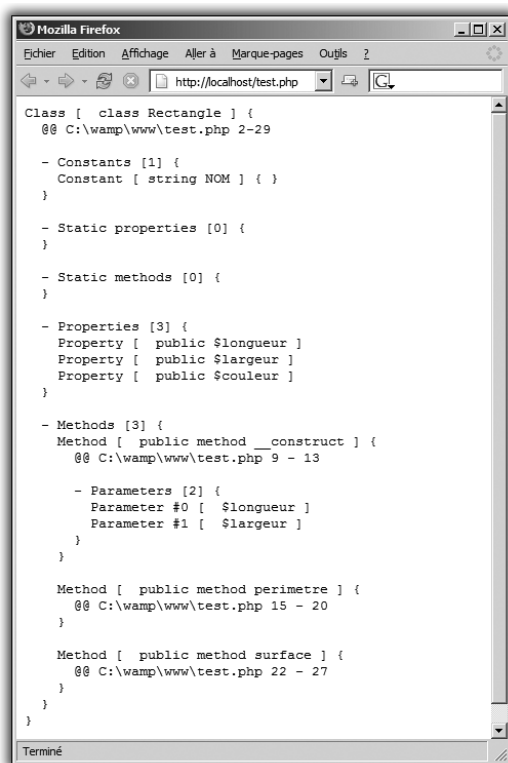 Mozilla Firefox
Fichier Edition Affichage Aller à Marque-pages Outils ?
http://localhost/test.php G
Class [ class Rectangle ] {
@@ C:\wamp\www\test.php 2-29
- Constants [1] {
Constant [ string NOM ] { }
}
- Static properties [0] {
}
- Static methods [0] {
}
- Properties [3] {
Property [ public $longueur ]
Property [ public $largeur ]
Property [ public $couleur ]
}
- Methods [3] {
Method [ public method __construct ] {
@@ C:\wamp\www\test.php 9 - 13
- Parameters [2] {
Parameter #0 [ $longueur ]
Parameter #1 [ $largeur ]
}
}
Method [ public method perimetre ] {
@@ C:\wamp\www\test.php 15 - 20
}
Method [ public method surface ] {
@@ C:\wamp\www\test.php 22 - 27
}
}
}
Terminé